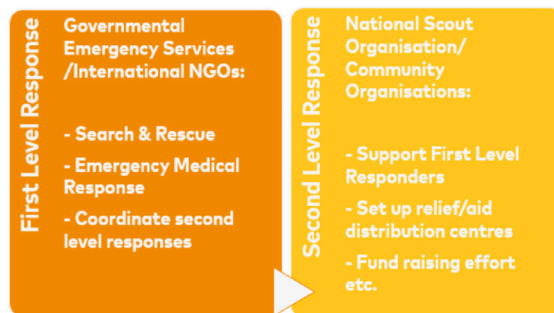 First Level Response
Governmental
Emergency Services
/International NGOs:
- Search & Rescue
- Emergency Medical
Response
- Coordinate second
level responses
Second Level Response
National Scout
Organisation/
Community
Organisations:
- Support First Level
Responders
- Set up relief/aid
distribution centres
- Fund raising effort
etc.